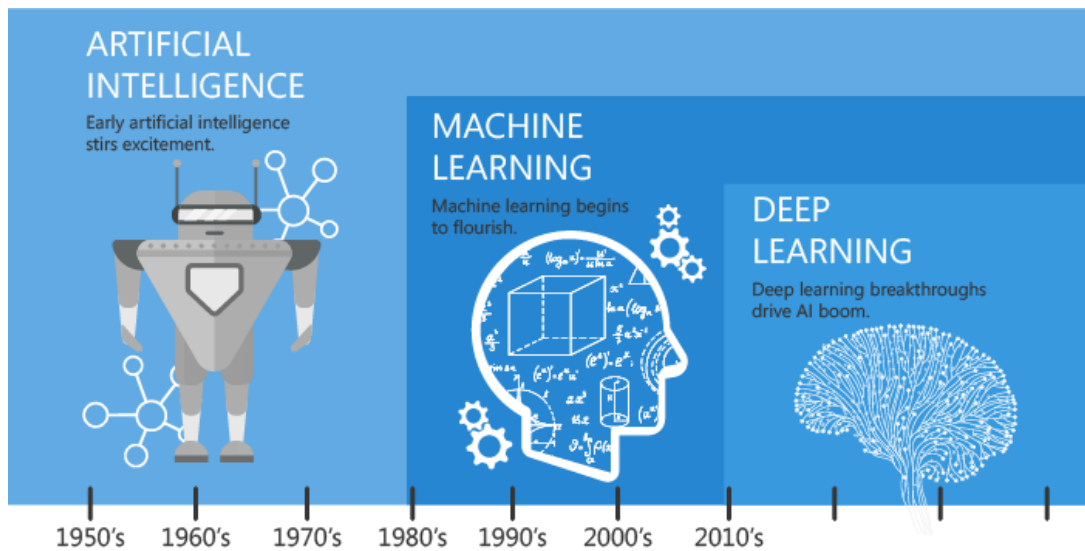 ARTIFICIAL
INTELLIGENCE
Early artificial intelligence
stirs excitement.
MACHINE
LEARNING
Machine learning begins
to flourish.
DEEP
LEARNING
Deep learning breakthroughs
drive AI boom.
1950's
1960's
1970's
1980's
1990's
2000's
2010's